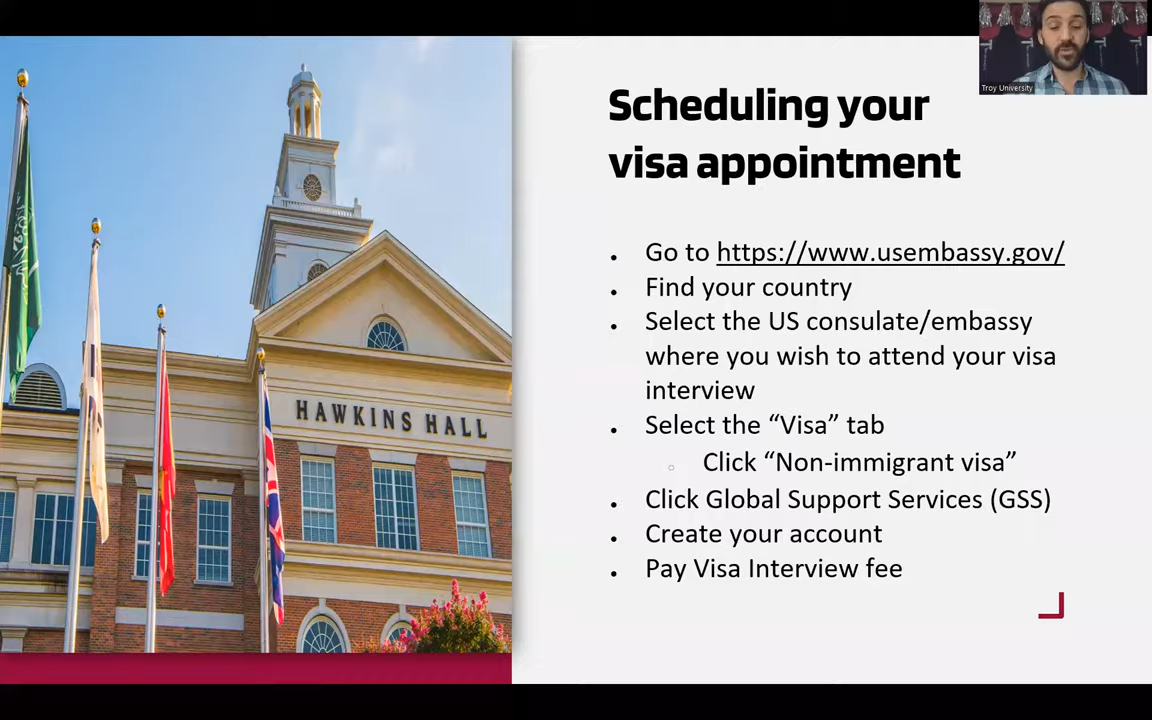 Troy University
Scheduling your
visa appointment
Go to https://www.usembassy.gov/
Find your country
Select the US consulate/embassy
where you wish to attend your visa
interview
Select the “Visa” tab
Click “Non-immigrant visa”
Click Global Support Services (GSS)
Create your account
Pay Visa Interview fee
HAWKINS HALL